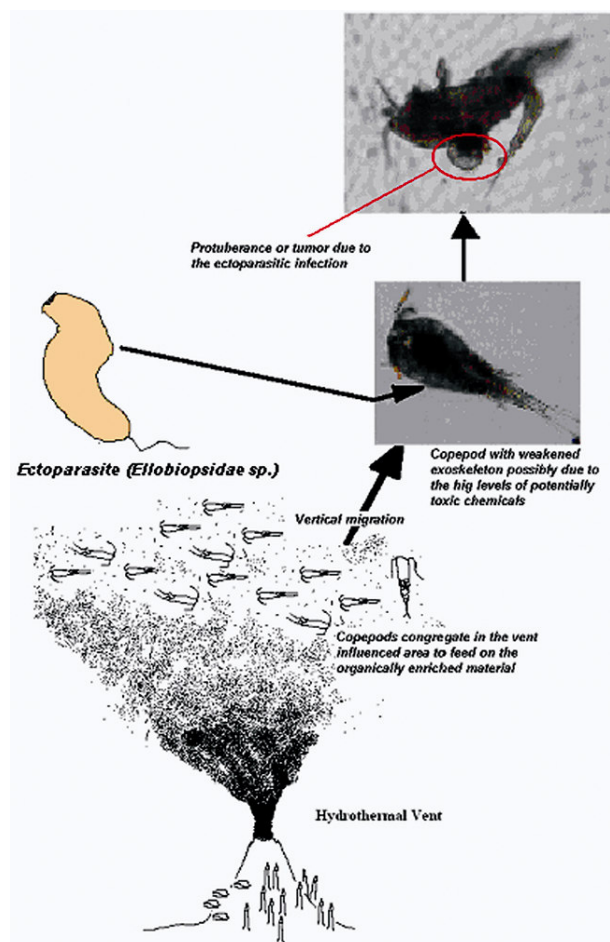 Protuberance or tumor due to
the ectoparasitic infection
Ectoparasite (Ellobiopsidae sp.)
Copepod with weakened
exoskeleton possibly due to
the hig levels of potentially
toxic chemicals
Vertical migration
Copepods congregate in the vent
influenced area to feed on the
organically enriched material
Hydrothermal Vent